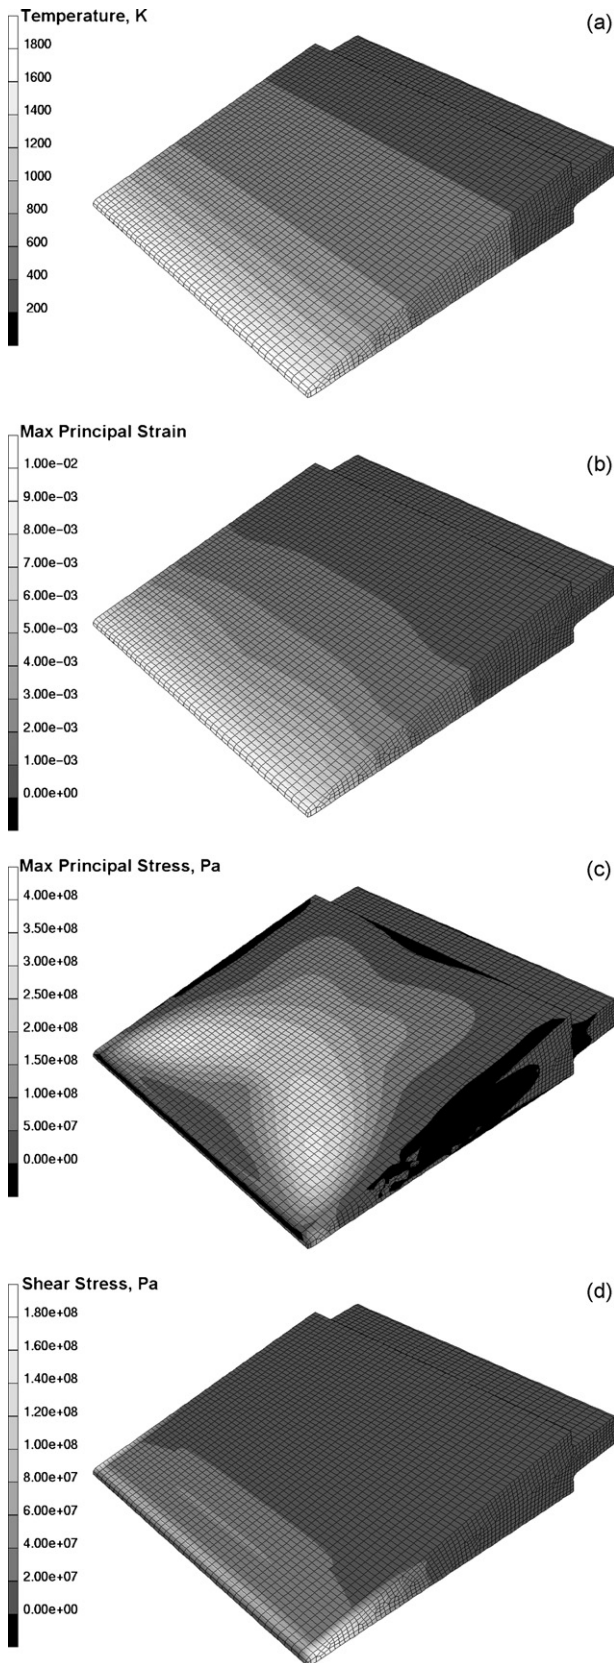 Temperature, K
(a)
1800
1600
1400
1200
1000
800
600
400
200
Max Principal Strain
(b)
1.00e-02
9.00e-03
8.00e-03
7.00e-03
6.00e-03
5.00e-03
4.00e-03
3.00e-03
2.00e-03
1.00e-03
0.00e+00
Max Principal Stress, Pa
(c)
4.00e+08
3.50e+08
3.00e+08
2.50e+08
2.00e+08
1.50e+08
1.00e+08
5.00e+07
0.00e+00
Shear Stress, Pa
(d)
1.80e+08
1.60e+08
1.40e+08
1.20e+08
1.00e+08
8.00e+07
6.00e+07
4.00e+07
2.00e+07
0.00e+00